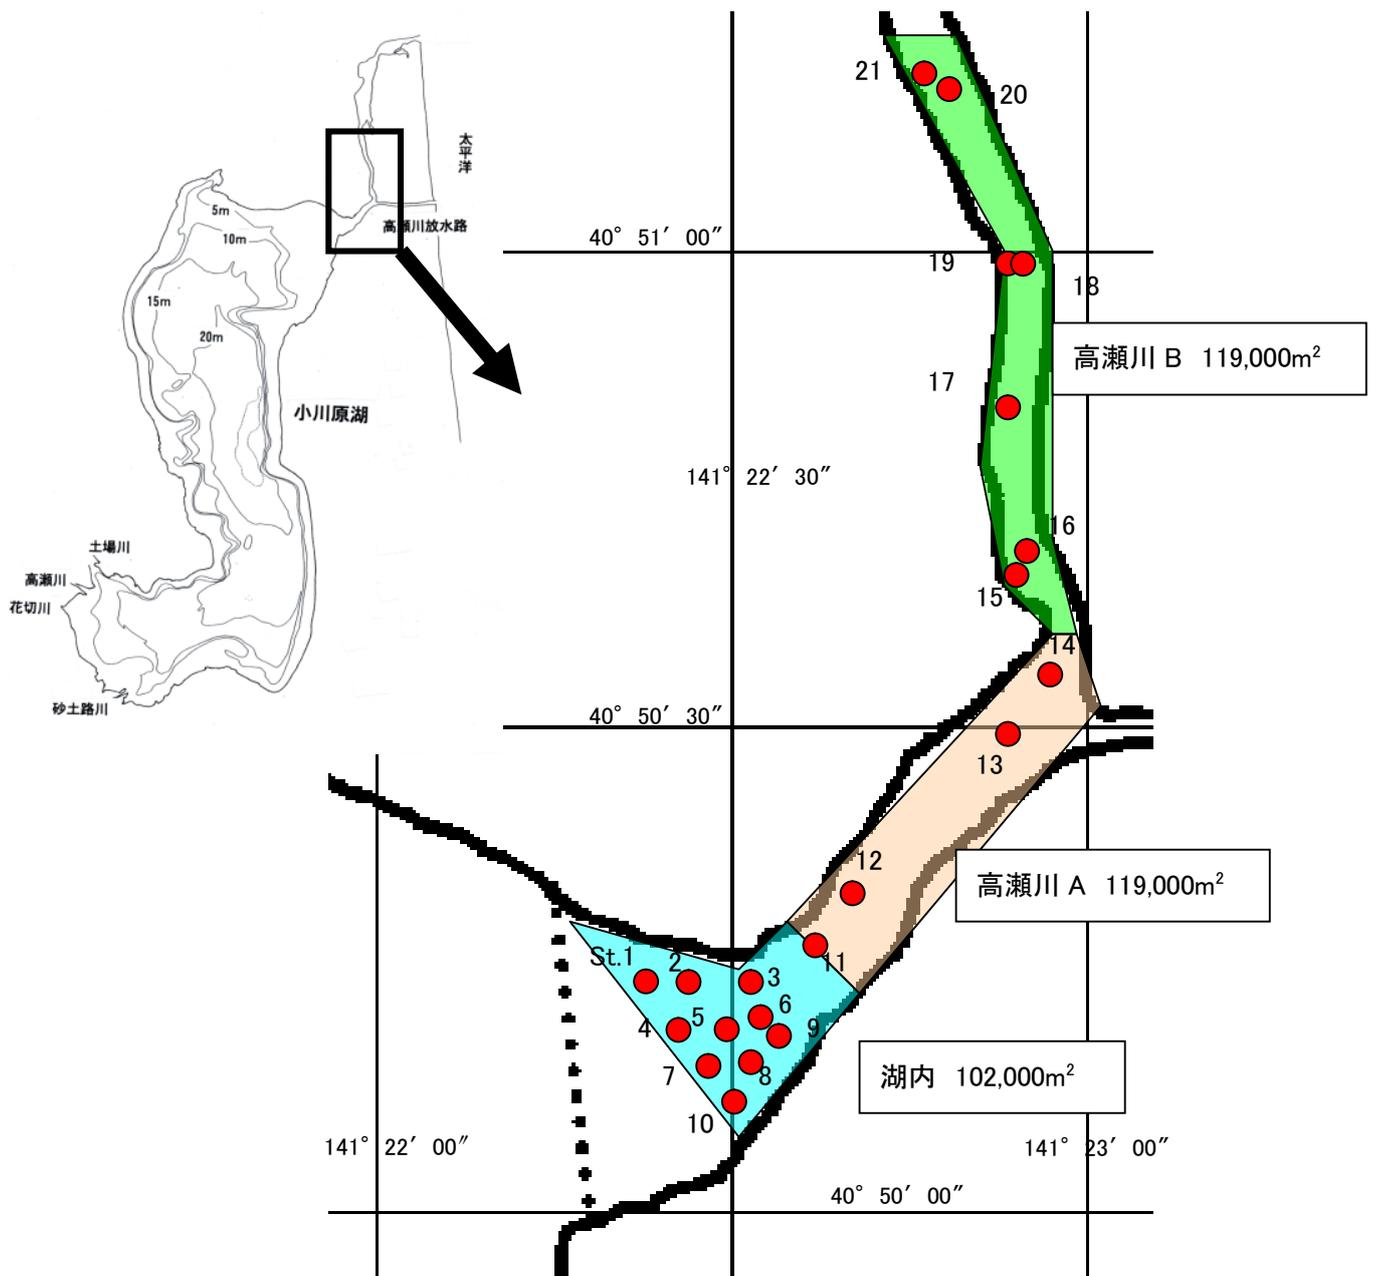 太平洋
5m
10m
高瀬川放水路
15m
20m
小川原湖
土場川
高瀬川
花切川
砂土路川
21
20
40° 51′ 00″
19
18
高瀬川 B 119,000m²
17
141° 22′ 30″
16
15
14
40° 50′ 30″
13
12
高瀬川 A 119,000m²
St.1
2
3
11
4
5
6
9
7
8
湖内 102,000m²
10
141° 22′ 00″
141° 23′ 00″
40° 50′ 00″